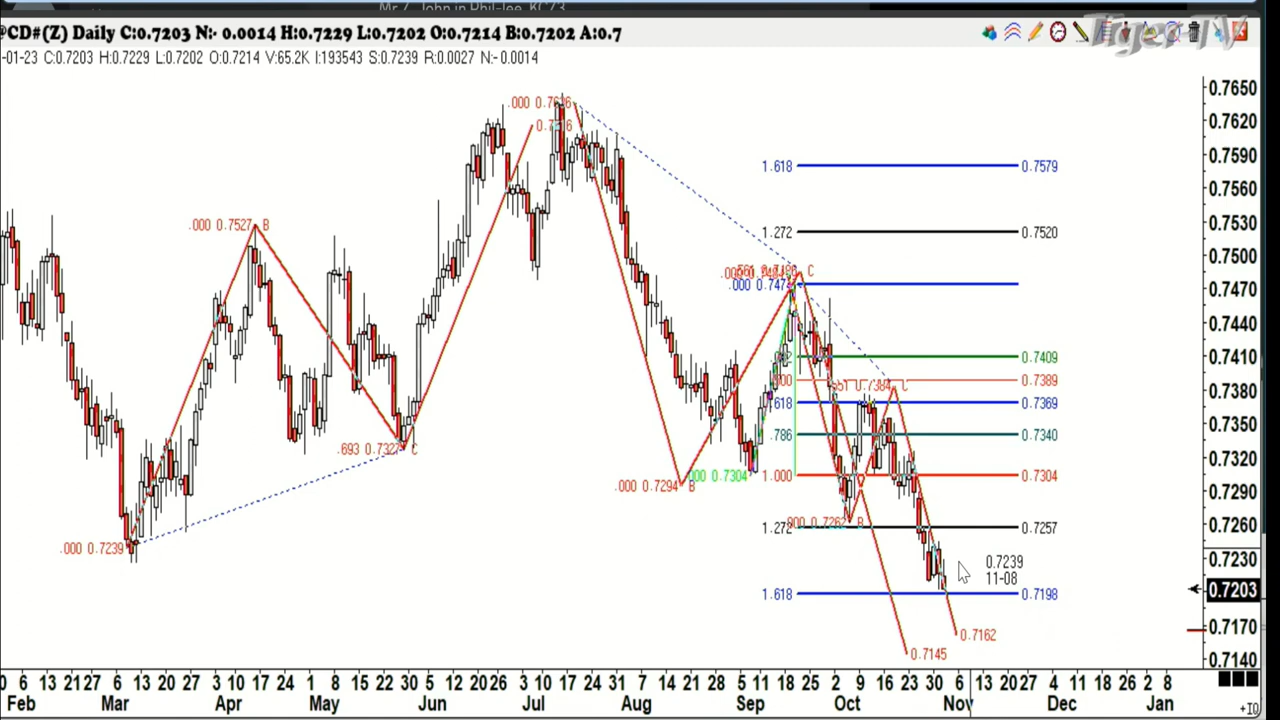 Mr Z, John in Phil-lee, KCZ3
@CD#(Z) Daily C:0.7203 N:- 0.0014 H:0.7229 L:0.7202 O:0.7214 B:0.7202 A:0.7
-01-23 C:0.7203 H:0.7229 L:0.7202 O:0.7214 V:65.2K I:193543 S:0.7239 R:0.0027 N:-0.0014
TigerTV
0.7650
0.7620
0.7590
0.7560
0.7530
0.7500
0.7470
0.7440
0.7410
0.7380
0.7350
0.7320
0.7290
0.7260
0.7230
0.7203
0.7170
0.7140
.000 0.7527 B
693 0.7327 C
.000 0.7239
.000 0.7294 B
.000 0.7304
C
B
C
1.618 0.7579
1.272 0.7520
0.7409
0.7389
.618 0.7369
.786 0.7340
1.000 0.7304
1.272 0.7257
0.7239
11-08
1.618 0.7198
0.7162
0.7145
6 13 21 27 6 13 20 27 3 10 17 24 1 8 15 22 30 5 12 20 26 3 10 17 24 31 7 14 21 28 5 11 18 25 2 9 16 23 30 6 13 20 27 4 11 18 26 2 8
Feb Mar Apr May Jun Jul Aug Sep Oct Nov Dec Jan